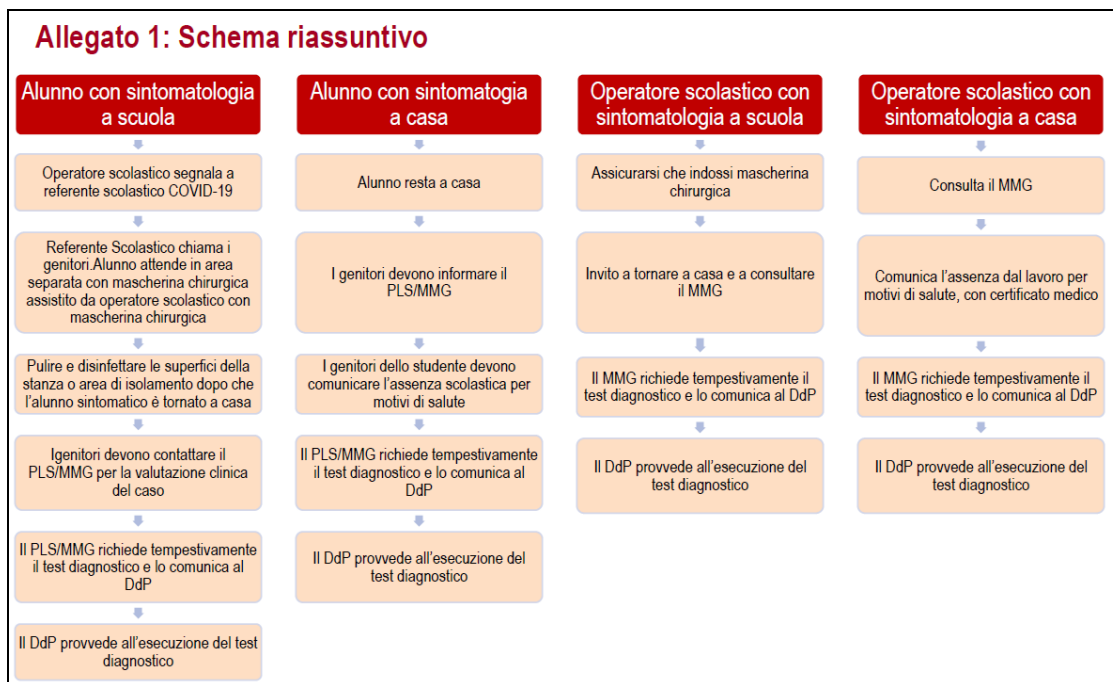 Allegato 1: Schema riassuntivo
Alunno con sintomatologia
a scuola
Operatore scolastico segnala a
referente scolastico COVID-19
Referente Scolastico chiama i
genitori.Alunno attende in area
separata con mascherina chirurgica
assistito da operatore scolastico con
mascherina chirurgica
Pulire e disinfettare le superfici della
stanza o area di isolamento dopo che
l'alunno sintomatico è tornato a casa
Igenitori devono contattare il
PLS/MMG per la valutazione clinica
del caso
Il PLS/MMG richiede tempestivamente
il test diagnostico e lo comunica al
DdP
Il DdP provvede all'esecuzione del test
diagnostico
Alunno con sintomatogia
a casa
Alunno resta a casa
I genitori devono informare il
PLS/MMG
I genitori dello studente devono
comunicare l'assenza scolastica per
motivi di salute
Il PLS/MMG richiede tempestivamente
il test diagnostico e lo comunica al
DdP
Il DdP provvede all'esecuzione del
test diagnostico
Operatore scolastico con
sintomatologia a scuola
Assicurarsi che indossi mascherina
chirurgica
Invito a tornare a casa e a consultare
il MMG
Il MMG richiede tempestivamente il
test diagnostico e lo comunica al DdP
Il DdP provvede all'esecuzione del
test diagnostico
Operatore scolastico con
sintomatologia a casa
Consulta il MMG
Comunica l'assenza dal lavoro per
motivi di salute, con certificato medico
Il MMG richiede tempestivamente il
test diagnostico e lo comunica al DdP
Il DdP provvede all'esecuzione del
test diagnostico